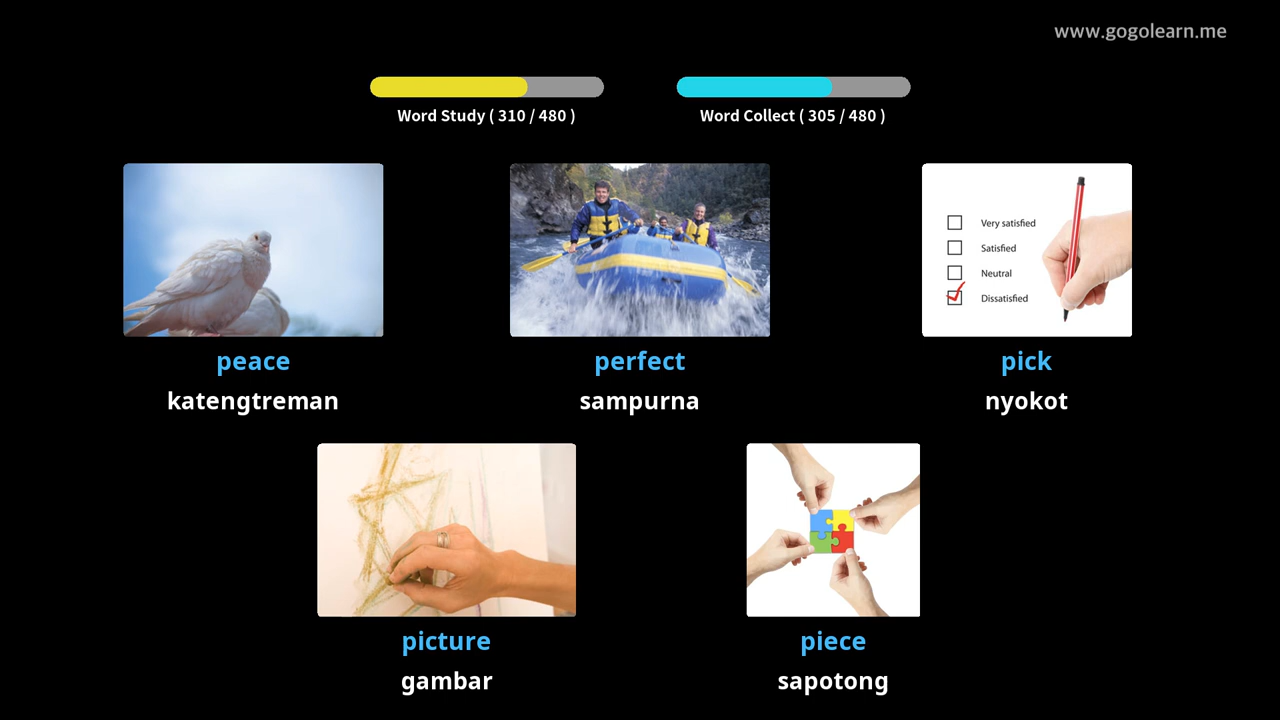 www.gogolearn.me
Word Study ( 310 / 480 )
Word Collect ( 305 / 480 )
Very satisfied
Satisfied
Neutral
Dissatisfied
peace
perfect
pick
katengtreman
sampurna
nyokot
picture
piece
gambar
sapotong